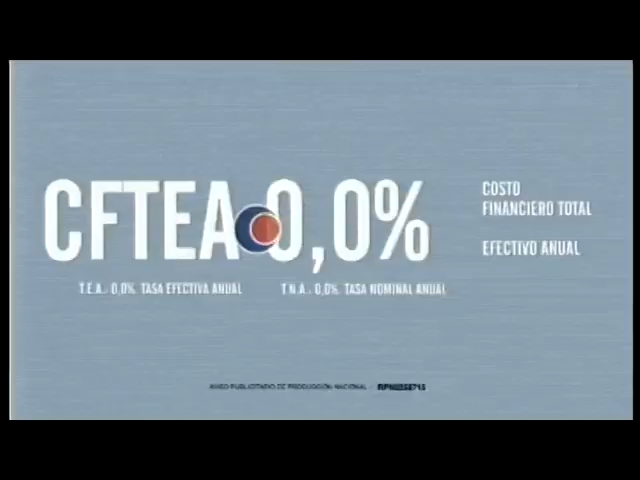 CFTEA 0,0%
COSTO
FINANCIERO TOTAL
EFECTIVO ANUAL
T.E.A.: 0,0%. TASA EFECTIVA ANUAL
T.N.A.: 0,0%. TASA NOMINAL ANUAL
AVISO PUBLICITARIO DE PRODUCCIÓN NACIONAL -